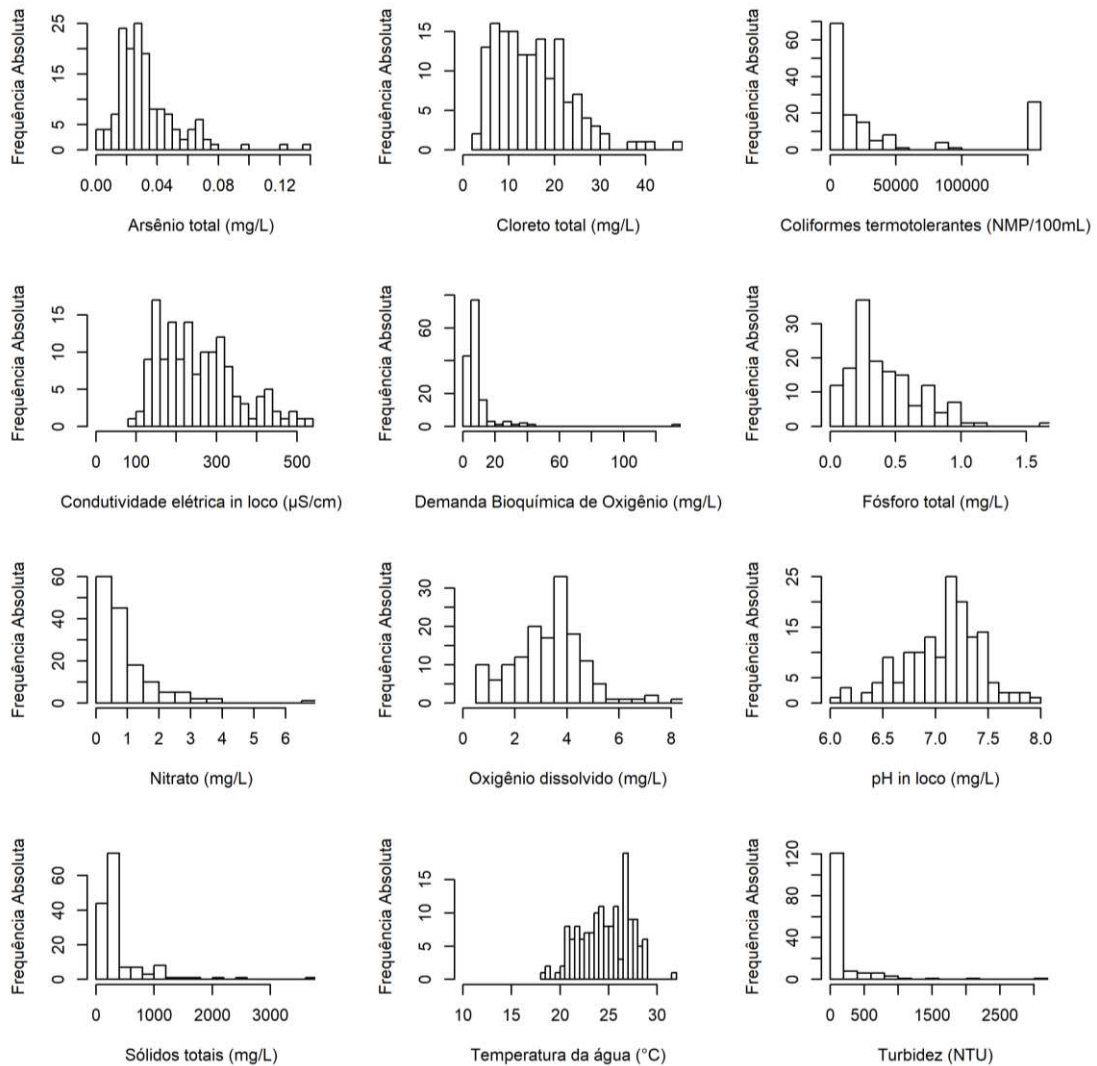 Frequência Absoluta
25
15
5
0
0.00 0.04 0.08 0.12
Arsênio total (mg/L)
Frequência Absoluta
15
10
5
0
0 10 20 30 40
Cloreto total (mg/L)
Frequência Absoluta
60
40
20
0
0 50000 100000
Coliformes termotolerantes (NMP/100mL)
Frequência Absoluta
15
10
5
0
0 100 300 500
Condutividade elétrica in loco (µS/cm)
Frequência Absoluta
60
20
0
0 20 60 100
Demanda Bioquímica de Oxigênio (mg/L)
Frequência Absoluta
30
20
10
0
0.0 0.5 1.0 1.5
Fósforo total (mg/L)
Frequência Absoluta
60
40
20
0
0 1 2 3 4 5 6
Nitrato (mg/L)
Frequência Absoluta
30
20
10
0
0 2 4 6 8
Oxigênio dissolvido (mg/L)
Frequência Absoluta
25
15
5
0
6.0 6.5 7.0 7.5 8.0
pH in loco (mg/L)
Frequência Absoluta
60
40
20
0
0 1000 3000
Sólidos totais (mg/L)
Frequência Absoluta
15
10
5
0
10 15 20 25 30
Temperatura da água (°C)
Frequência Absoluta
120
80
40
0
0 500 1500 2500
Turbidez (NTU)